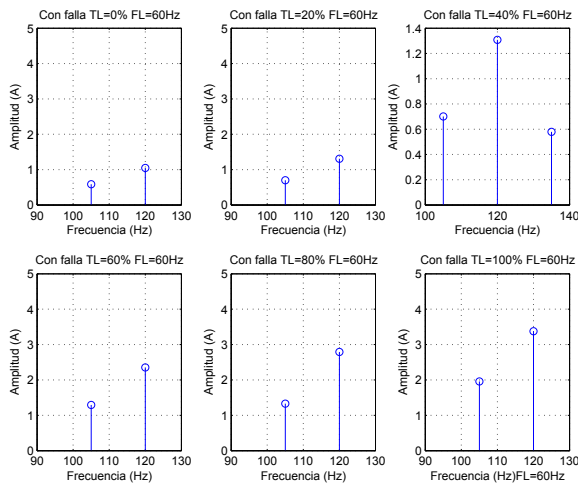 Con falla TL=0% FL=60Hz
5
4
3
2
1
0
Amplitud (A)
90 100 110 120 130
Frecuencia (Hz)
Con falla TL=20% FL=60Hz
5
4
3
2
1
0
Amplitud (A)
90 100 110 120 130
Frecuencia (Hz)
Con falla TL=40% FL=60Hz
1.4
1.2
1
0.8
0.6
0.4
0.2
0
Amplitud (A)
100 120 140
Frecuencia (Hz)
Con falla TL=60% FL=60Hz
5
4
3
2
1
0
Amplitud (A)
90 100 110 120 130
Frecuencia (Hz)
Con falla TL=80% FL=60Hz
5
4
3
2
1
0
Amplitud (A)
90 100 110 120 130
Frecuencia (Hz)
Con falla TL=100% FL=60Hz
5
4
3
2
1
0
Amplitud (A)
90 100 110 120 130
Frecuencia (Hz)FL=60Hz